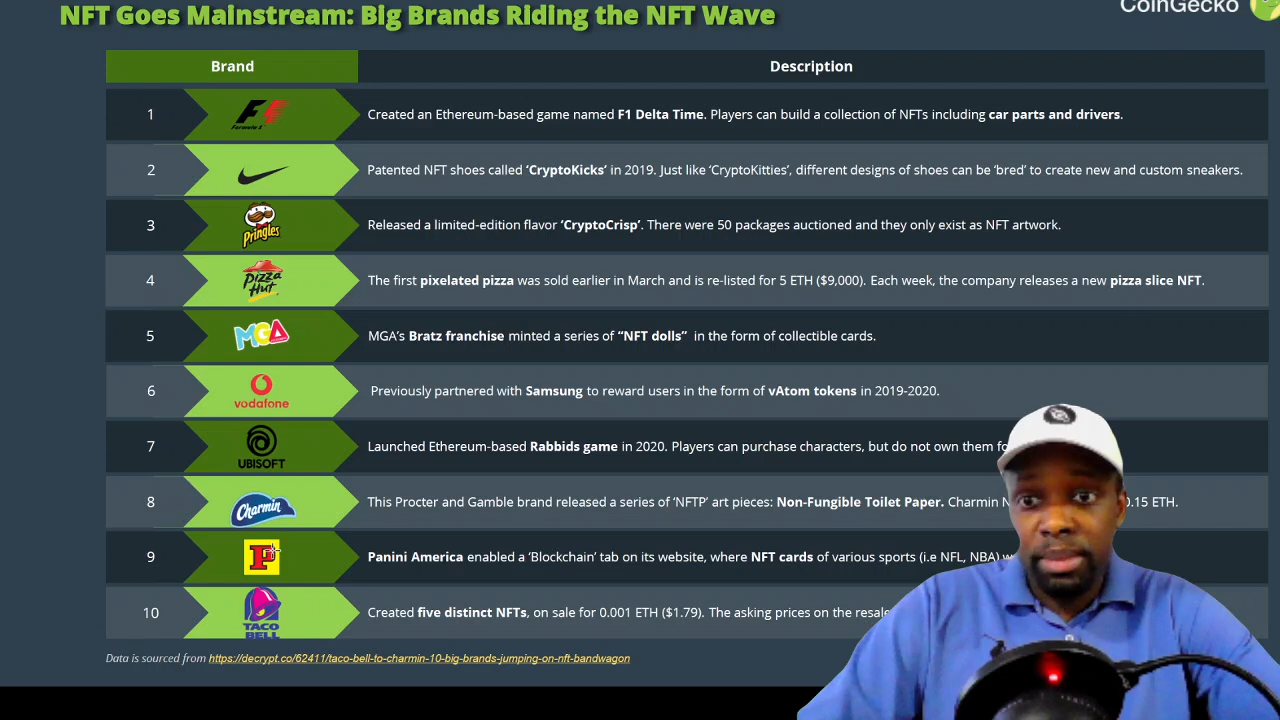 NFT Goes Mainstream: Big Brands Riding the NFT Wave
CoinGecko
Brand Description
1 F1 Formula 1 Created an Ethereum-based game named F1 Delta Time. Players can build a collection of NFTs including car parts and drivers.
2 Patented NFT shoes called ‘CryptoKicks’ in 2019. Just like ‘CryptoKitties’, different designs of shoes can be ‘bred’ to create new and custom sneakers.
3 Pringles Released a limited-edition flavor ‘CryptoCrisp’. There were 50 packages auctioned and they only exist as NFT artwork.
4 Pizza Hut The first pixelated pizza was sold earlier in March and is re-listed for 5 ETH ($9,000). Each week, the company releases a new pizza slice NFT.
5 MGA MGA’s Bratz franchise minted a series of “NFT dolls” in the form of collectible cards.
6 vodafone Previously partnered with Samsung to reward users in the form of vAtom tokens in 2019-2020.
7 UBISOFT Launched Ethereum-based Rabbids game in 2020. Players can purchase characters, but do not own them
8 Charmin This Procter and Gamble brand released a series of ‘NFTP’ art pieces: Non-Fungible Toilet Paper. Charmin 0.15 ETH.
9 Panini America enabled a ‘Blockchain’ tab on its website, where NFT cards of various sports (i.e NFL, NBA)
10 TACO BELL Created five distinct NFTs, on sale for 0.001 ETH ($1.79). The asking prices on the
Data is sourced from https://decrypt.co/62411/taco-bell-to-charmin-10-big-brands-jumping-on-nft-bandwagon